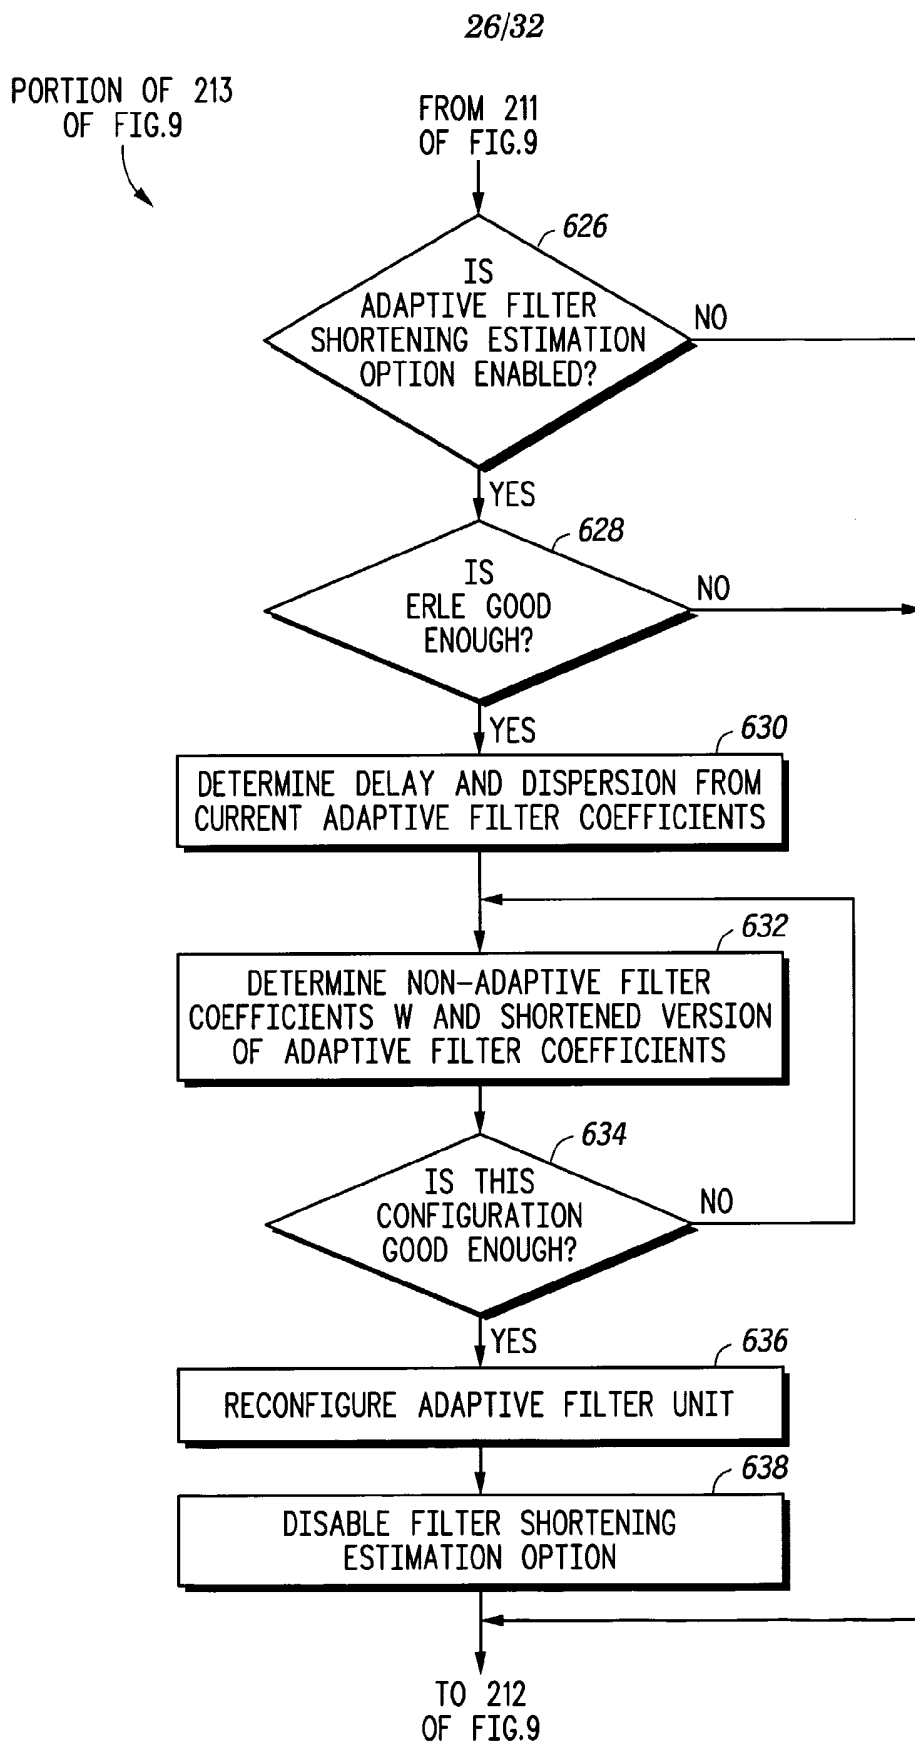 26/32
PORTION OF 213
OF FIG.9
FROM 211
OF FIG.9
626
IS
ADAPTIVE FILTER
SHORTENING ESTIMATION
OPTION ENABLED?
NO
YES
628
IS
ERLE GOOD
ENOUGH?
NO
YES
630
DETERMINE DELAY AND DISPERSION FROM
CURRENT ADAPTIVE FILTER COEFFICIENTS
632
DETERMINE NON-ADAPTIVE FILTER
COEFFICIENTS W AND SHORTENED VERSION
OF ADAPTIVE FILTER COEFFICIENTS
634
IS THIS
CONFIGURATION
GOOD ENOUGH?
NO
YES
636
RECONFIGURE ADAPTIVE FILTER UNIT
638
DISABLE FILTER SHORTENING
ESTIMATION OPTION
TO 212
OF FIG.9